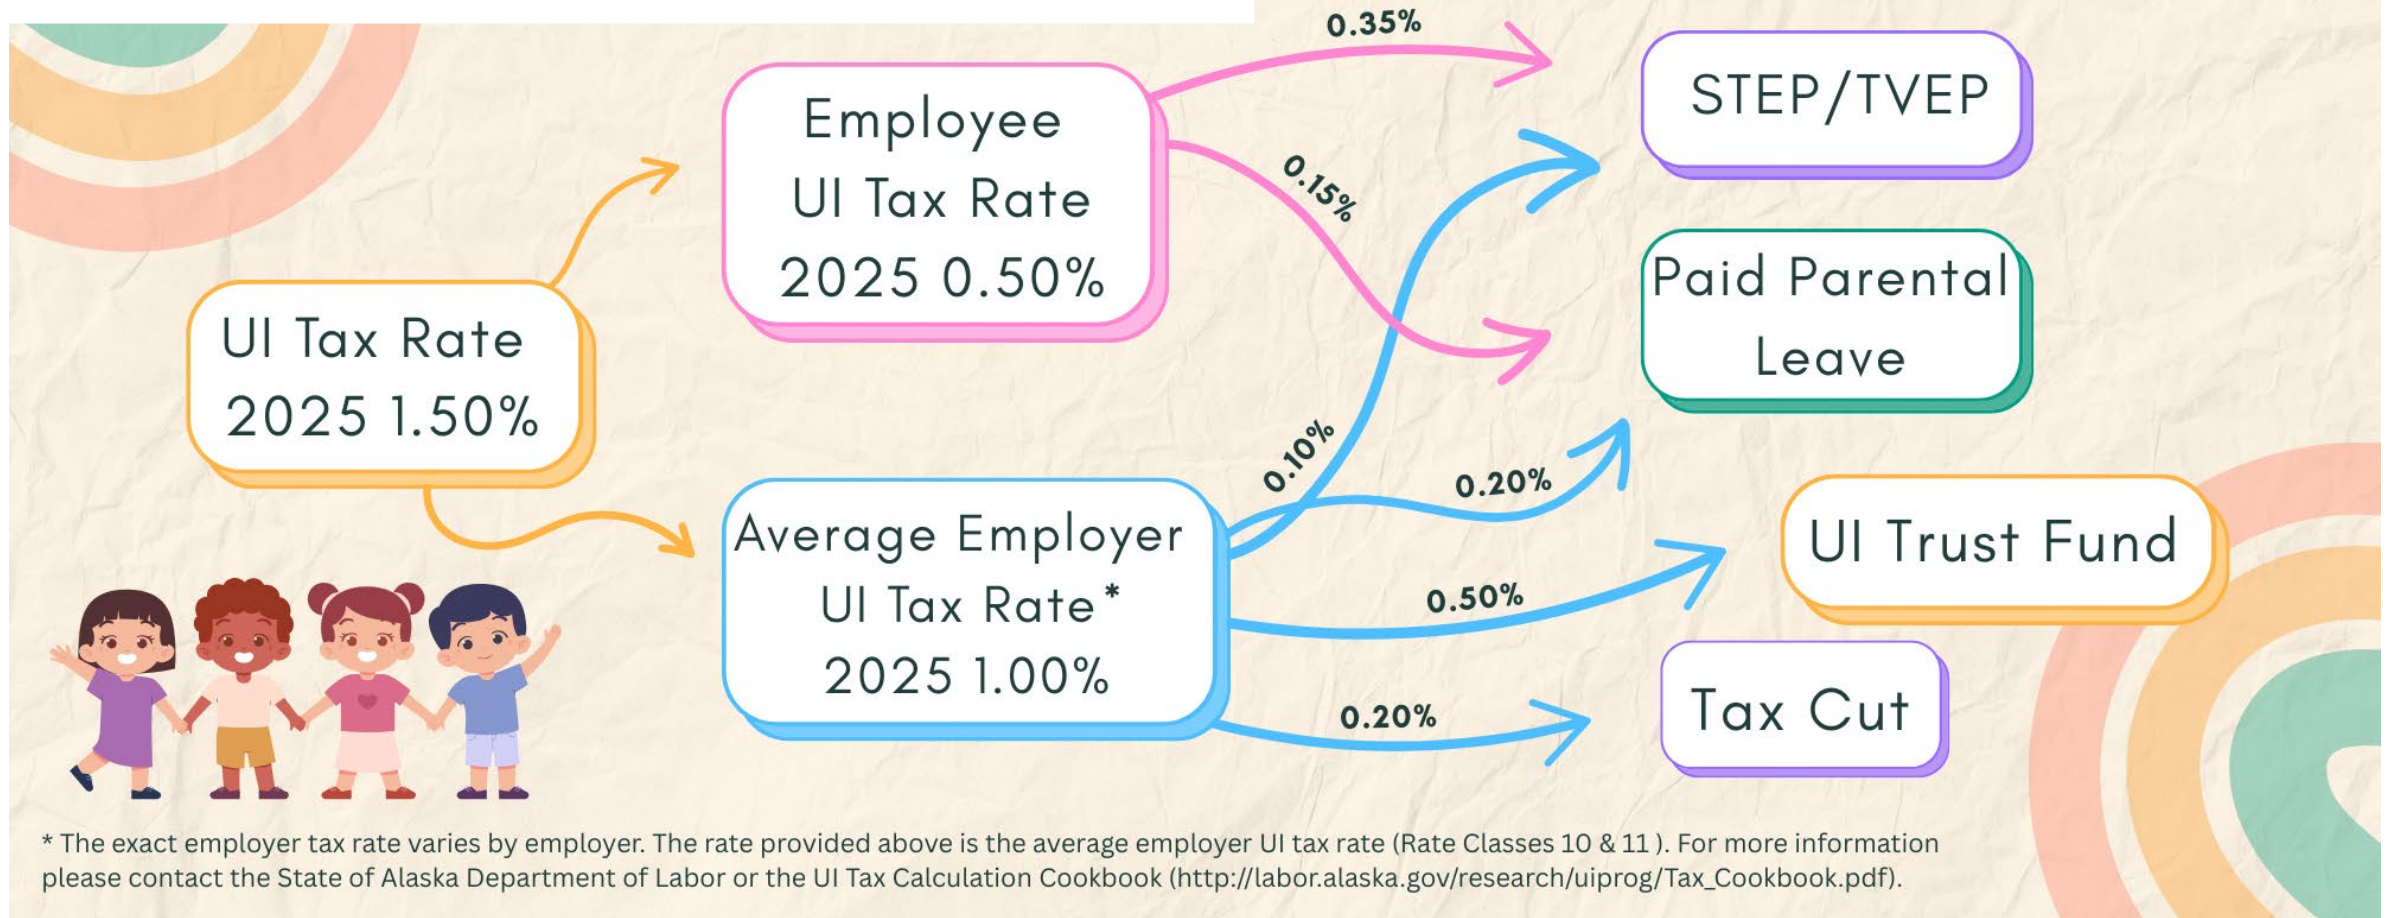 UI Tax Rate
2025 1.50%
Employee
UI Tax Rate
2025 0.50%
Average Employer
UI Tax Rate*
2025 1.00%
0.35%
0.15%
0.10%
0.20%
0.50%
0.20%
STEP/TVEP
Paid Parental
Leave
UI Trust Fund
Tax Cut
* The exact employer tax rate varies by employer. The rate provided above is the average employer UI tax rate (Rate Classes 10 & 11 ). For more information
please contact the State of Alaska Department of Labor or the UI Tax Calculation Cookbook (http://labor.alaska.gov/research/uiprog/Tax_Cookbook.pdf).